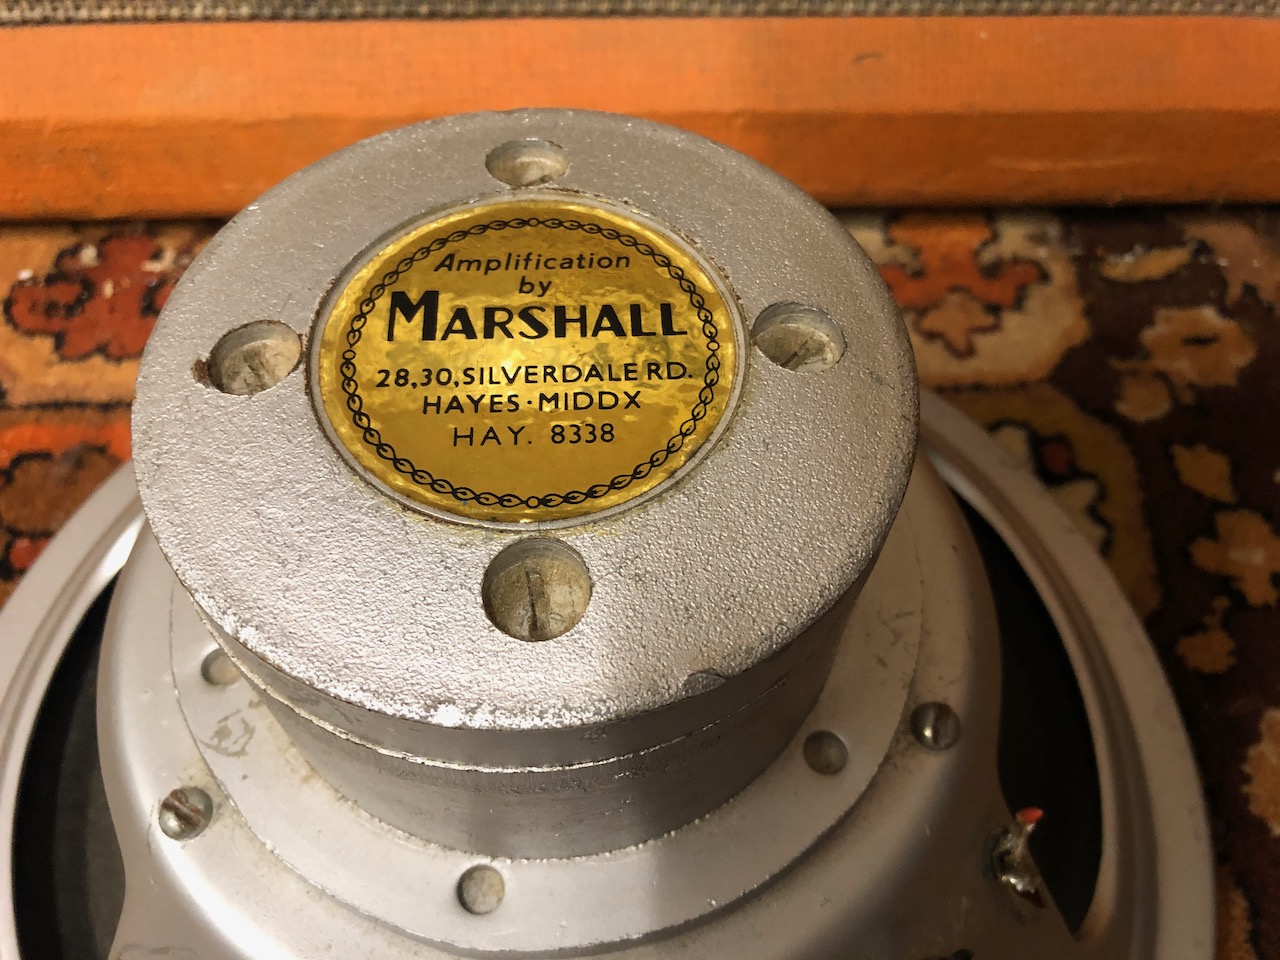 Amplification
by
MARSHALL
28,30,SILVERDALE RD.
HAYES·MIDDX
HAY. 8338